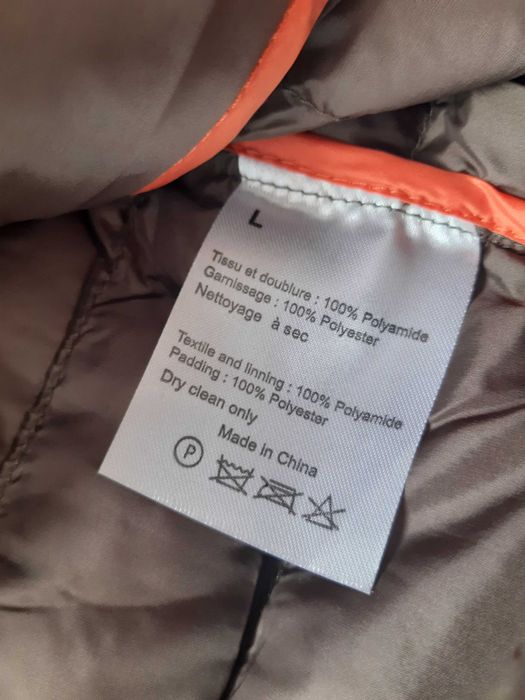 L
Tissu et doublure : 100% Polyamide
Garnissage : 100% Polyester
Nettoyage à sec
Textile and linning : 100% Polyamide
Padding : 100% Polyester
Dry clean only
Made in China
P